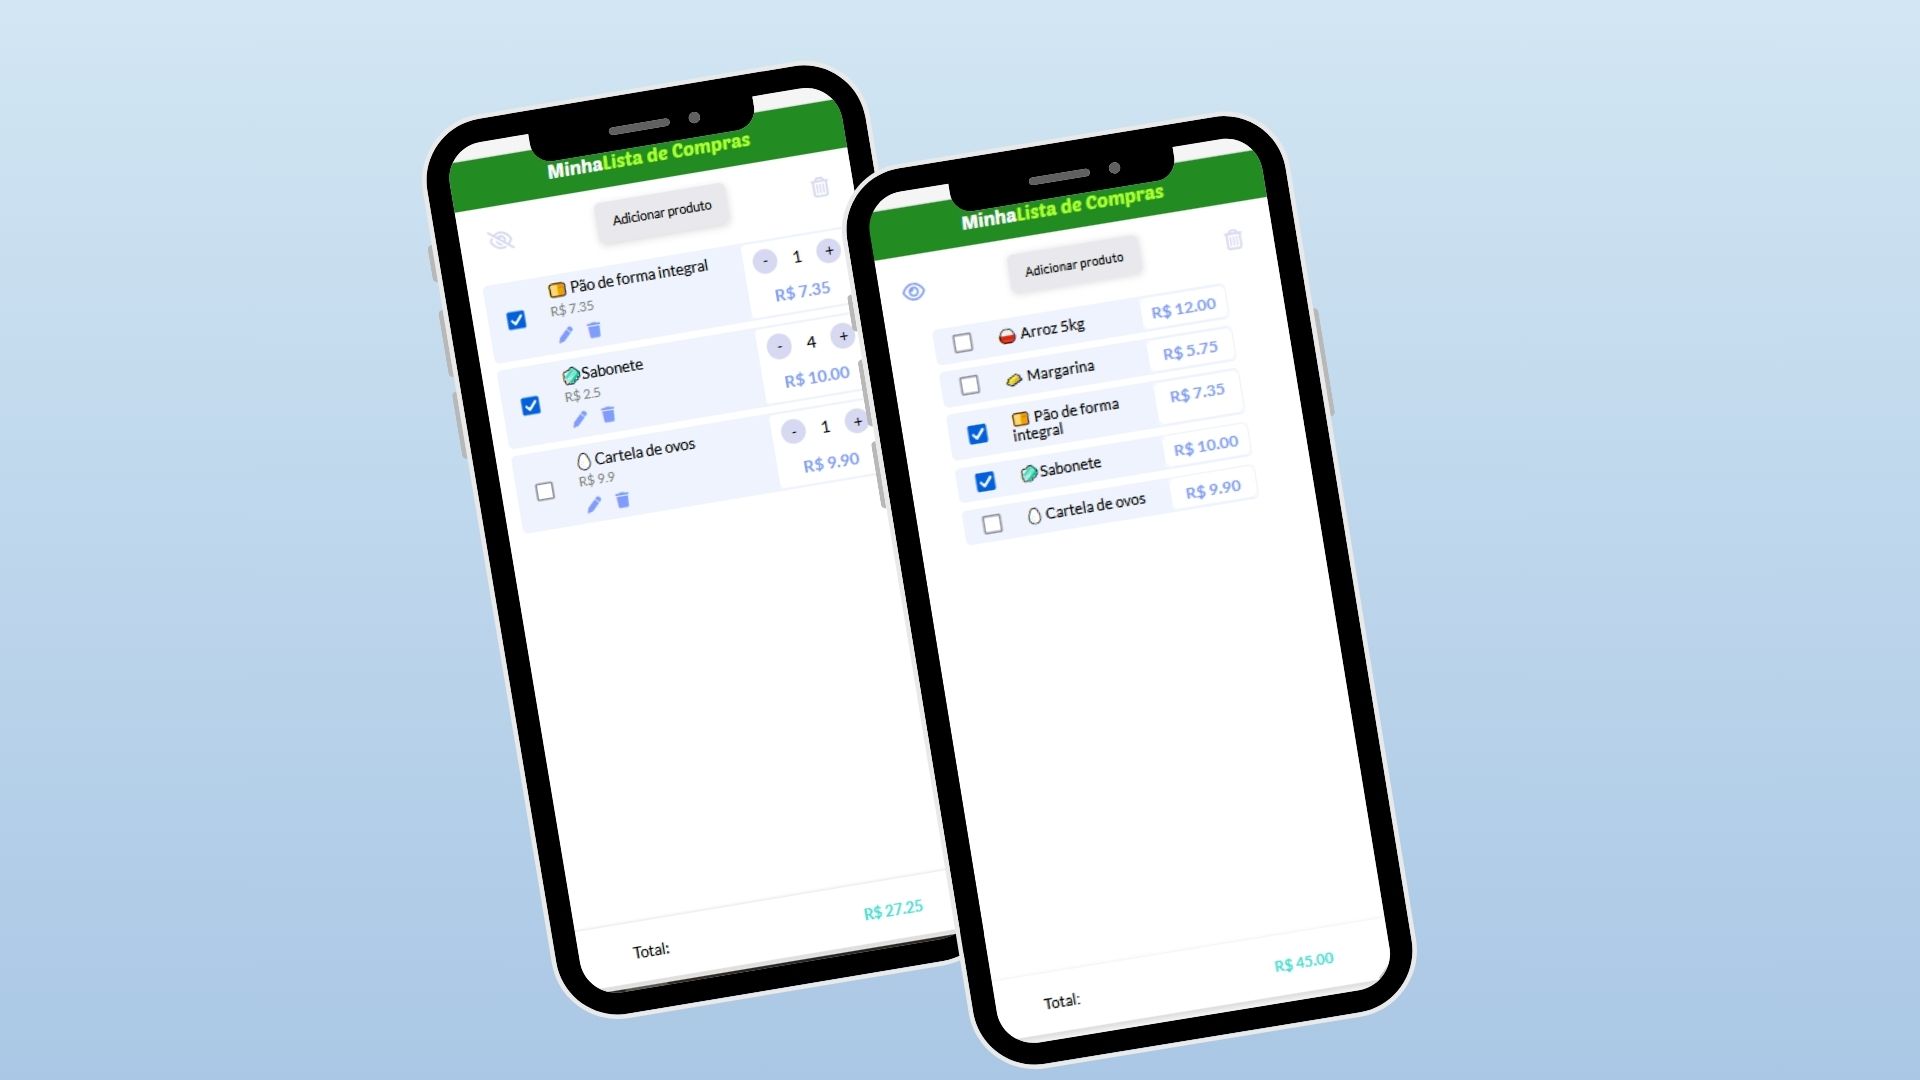 MinhaLista de Compras
Adicionar produto
Pão de forma integral
R$ 7.35
- 1 +
R$ 7.35
Sabonete
R$ 2.5
- 4 +
R$ 10.00
Cartela de ovos
R$ 9.9
- 1 +
R$ 9.90
Total:
R$ 27.25
MinhaLista de Compras
Adicionar produto
Arroz 5kg
R$ 12.00
Margarina
R$ 5.75
Pão de forma
integral
R$ 7.35
Sabonete
R$ 10.00
Cartela de ovos
R$ 9.90
Total:
R$ 45.00